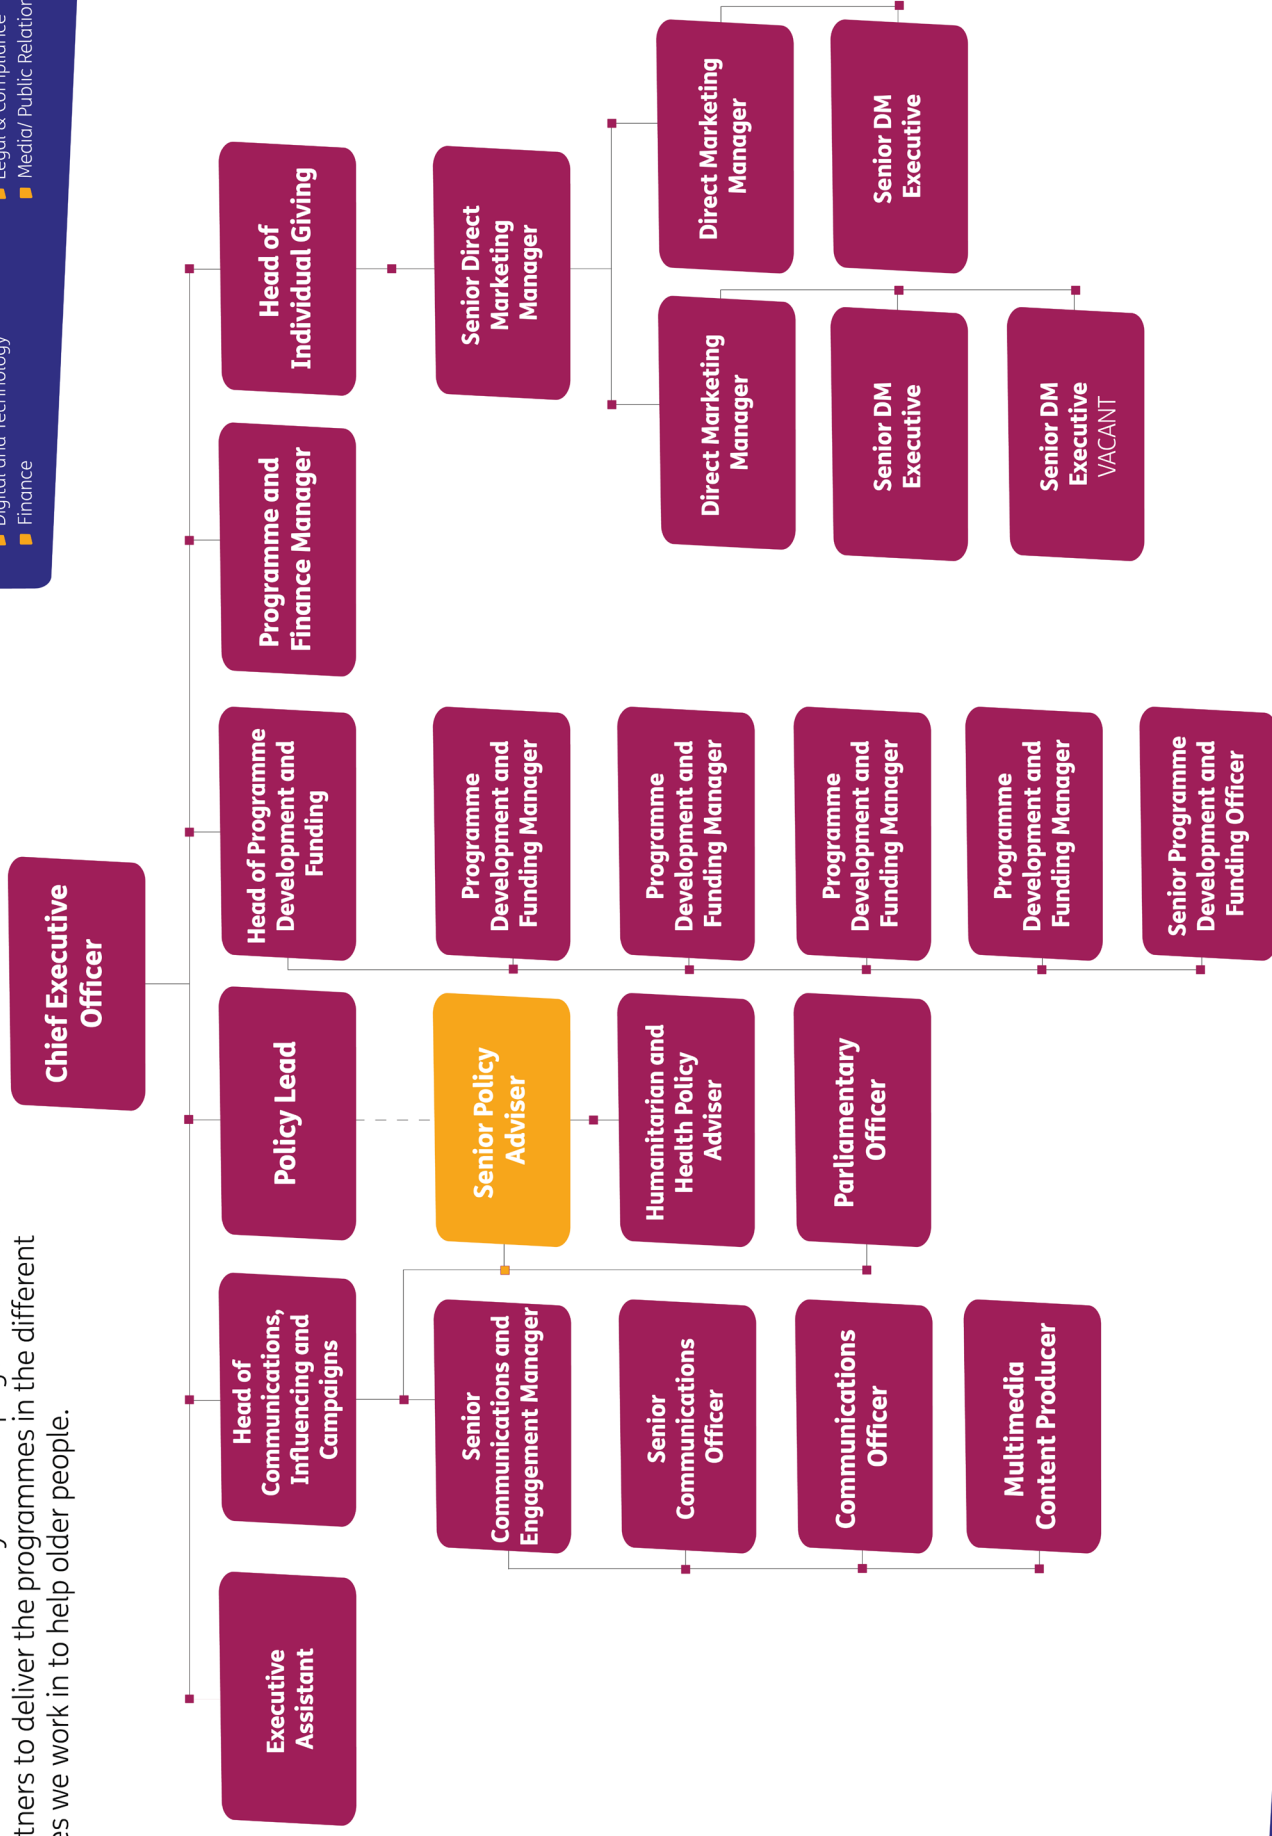 tners to deliver the programmes in the different
es we work in to help older people.
Finance
Media/ Public Relation
Chief Executive
Officer
Executive
Assistant
Head of
Communications,
Influencing and
Campaigns
Policy Lead
Head of Programme
Development and
Funding
Programme and
Finance Manager
Head of
Individual Giving
Senior
Communications and
Engagement Manager
Senior Policy
Adviser
Programme
Development and
Funding Manager
Senior Direct
Marketing
Manager
Senior
Communications
Officer
Humanitarian and
Health Policy
Adviser
Programme
Development and
Funding Manager
Direct Marketing
Manager
Direct Marketing
Manager
Communications
Officer
Parliamentary
Officer
Programme
Development and
Funding Manager
Senior DM
Executive
Senior DM
Executive
Multimedia
Content Producer
Programme
Development and
Funding Manager
Senior DM
Executive
VACANT
Senior Programme
Development and
Funding Officer